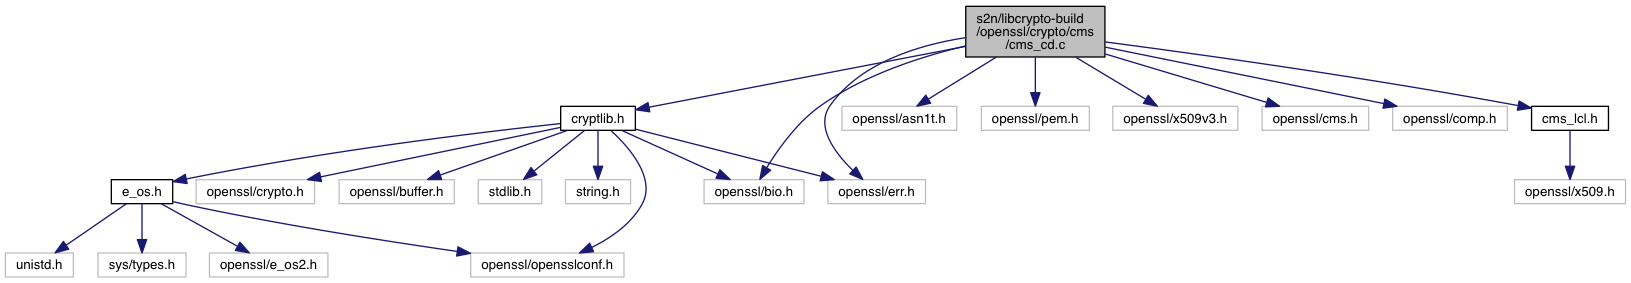 s2n/libcrypto-build
/openssl/crypto/cms
/cms_cd.c
cryptlib.h
openssl/asn1t.h
openssl/pem.h
openssl/x509v3.h
openssl/cms.h
openssl/comp.h
cms_lcl.h
e_os.h
openssl/crypto.h
openssl/buffer.h
stdlib.h
string.h
openssl/bio.h
openssl/err.h
openssl/x509.h
unistd.h
sys/types.h
openssl/e_os2.h
openssl/opensslconf.h